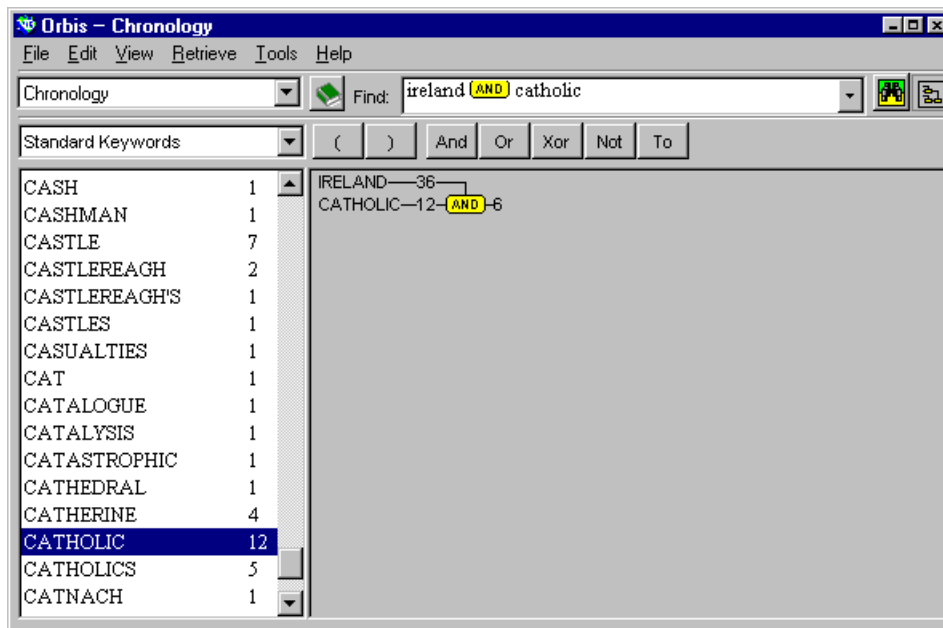 Orbis – Chronology
File Edit View Retrieve Tools Help
Chronology Find: ireland AND catholic
Standard Keywords ( ) And Or Xor Not To
CASH 1
CASHMAN 1
CASTLE 7
CASTLEREAGH 2
CASTLEREAGH'S 1
CASTLES 1
CASUALTIES 1
CAT 1
CATALOGUE 1
CATALYSIS 1
CATASTROPHIC 1
CATHEDRAL 1
CATHERINE 4
CATHOLIC 12
CATHOLICS 5
CATNACH 1
IRELAND 36
CATHOLIC 12 AND 6